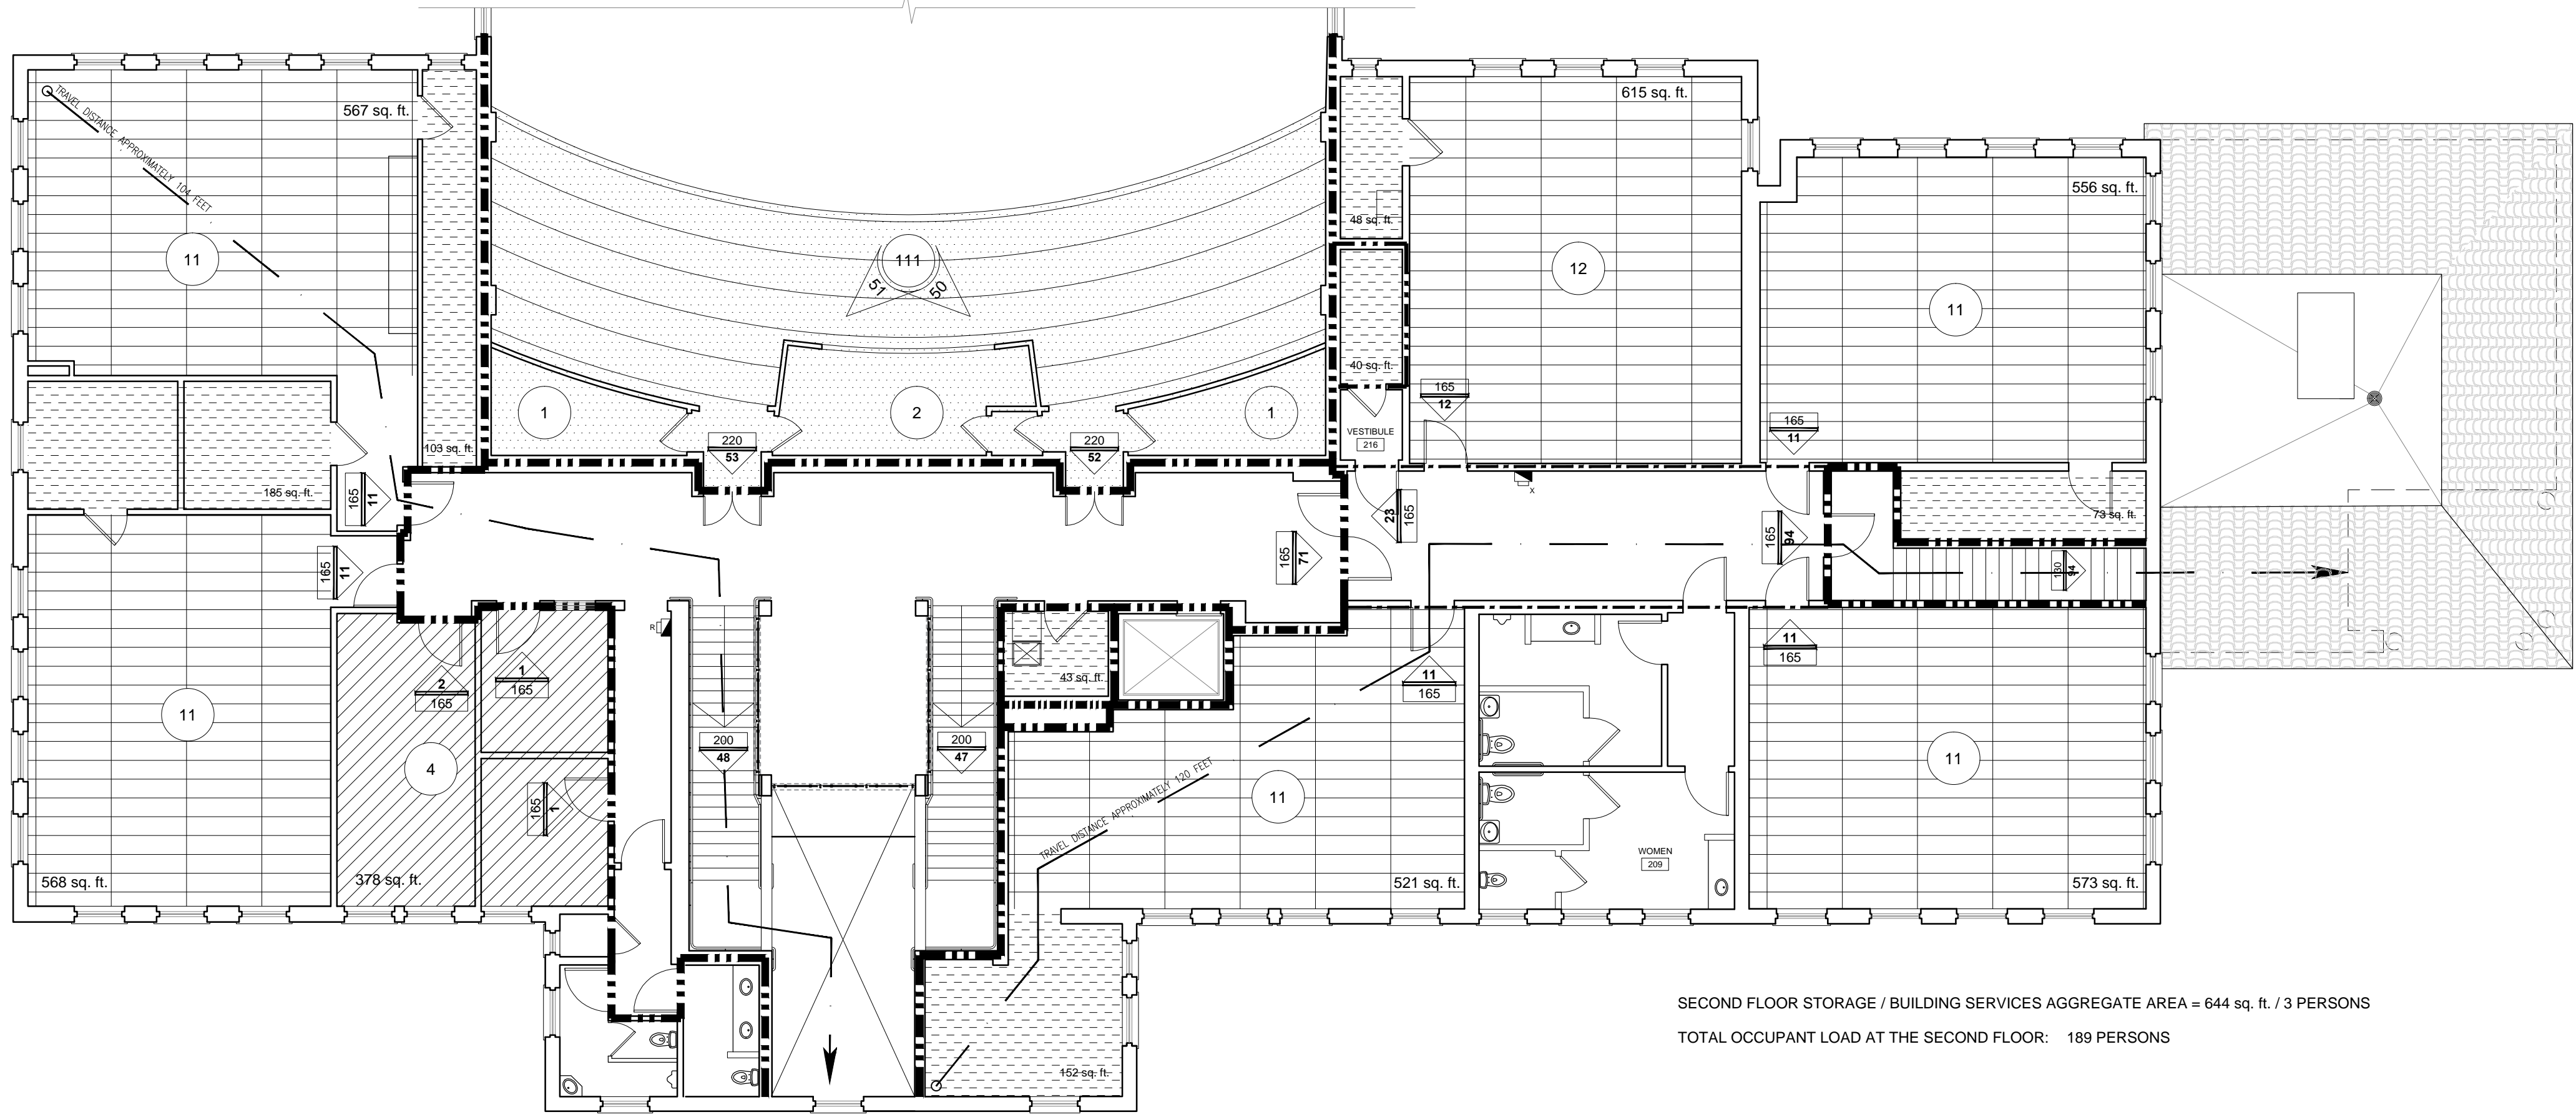 567 sq. ft.
615 sq. ft.
TRAVEL DISTANCE APPROXIMATELY 104 FEET
556 sq. ft.
48 sq. ft.
11
111
51
50
12
11
40 sq. ft.
165
12
1
2
1
165
11
VESTIBULE
216
103 sq. ft.
220
53
220
52
185 sq. ft.
165
11
X
23
165
73 sq. ft.
165
94
165
11
165
71
130
94
R
1
165
2
165
43 sq. ft.
11
165
11
165
11
4
200
48
200
47
11
11
165
1
TRAVEL DISTANCE APPROXIMATELY 120 FEET
WOMEN
209
568 sq. ft.
378 sq. ft.
521 sq. ft.
573 sq. ft.
152 sq. ft.
SECOND FLOOR STORAGE / BUILDING SERVICES AGGREGATE AREA = 644 sq. ft. / 3 PERSONS
TOTAL OCCUPANT LOAD AT THE SECOND FLOOR: 189 PERSONS